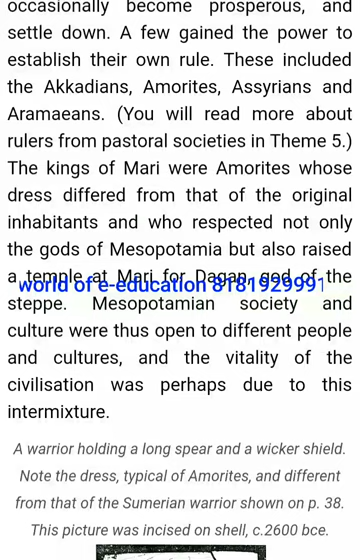 occasionally become prosperous, and
settle down. A few gained the power to
establish their own rule. These included
the Akkadians, Amorites, Assyrians and
Aramaeans. (You will read more about
rulers from pastoral societies in Theme 5.)
The kings of Mari were Amorites whose
dress differed from that of the original
inhabitants and who respected not only
the gods of Mesopotamia but also raised
a temple at Mari for Dagan, god of the
world of e-education 8181929991
steppe. Mesopotamian society and
culture were thus open to different people
and cultures, and the vitality of the
civilisation was perhaps due to this
intermixture.
A warrior holding a long spear and a wicker shield.
Note the dress, typical of Amorites, and different
from that of the Sumerian warrior shown on p. 38.
This picture was incised on shell, c.2600 bce.